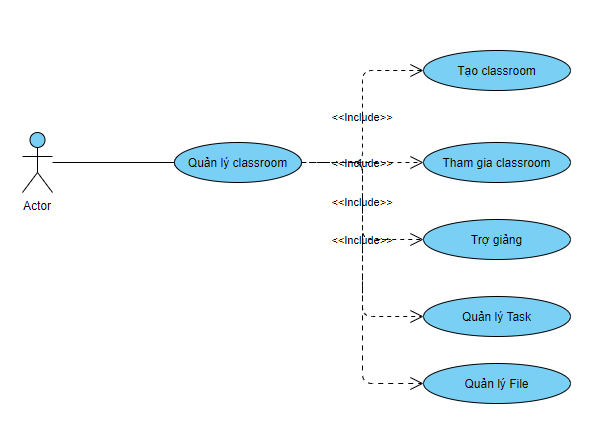 Tạo classroom
<<Include>>
Quản lý classroom
<<Include>>
Tham gia classroom
Actor
<<Include>>
<<Include>>
Trợ giảng
Quản lý Task
Quản lý File